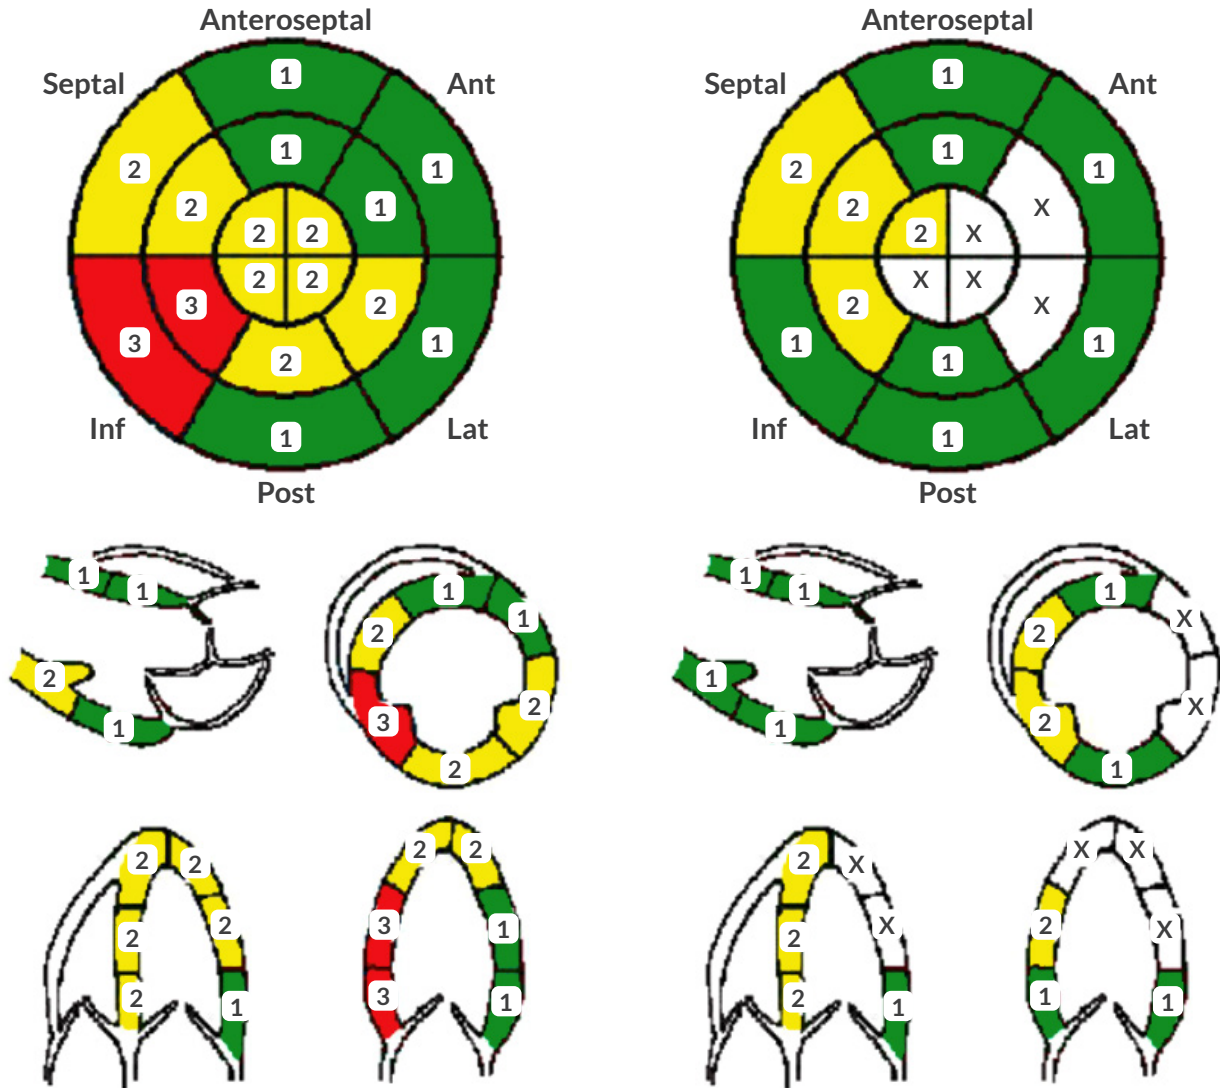 Anteroseptal Anteroseptal
Septal 1 Ant Septal 1 Ant
2 1 1 2 1 1
2 1 2 X
2 2 2 X
2 2 X X
3 2 2 X
3 1 1 1
2 1
Inf 1 Lat Inf 1 Lat
Post Post
1 1 1 1 1 1
1 1 1 X
2 2 2 X
2 3 2 1 2 X
1 2 1 1
2 2 2 2 2 X X X
2 2 3 1 2 X 2 X
2 1 3 1 2 1 1 1